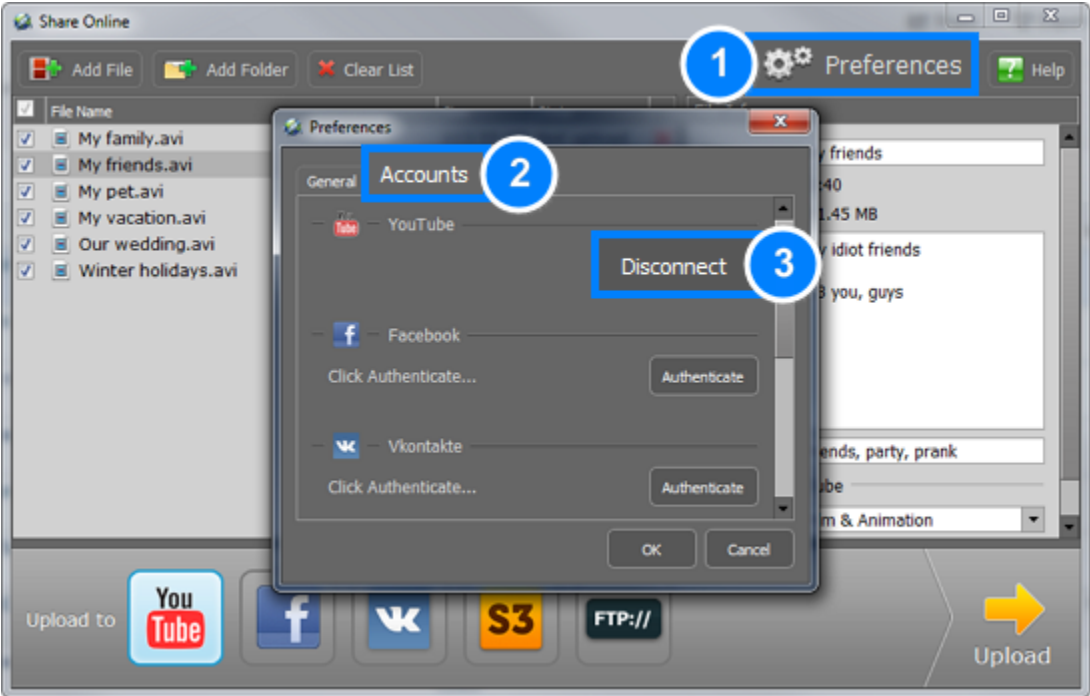 Share Online
Add File
Add Folder
Clear List
1
Preferences
Help
File Name
My family.avi
My friends.avi
My pet.avi
My vacation.avi
Our wedding.avi
Winter holidays.avi
Preferences
General
Accounts
2
YouTube
Disconnect
3
Facebook
Click Authenticate...
Authenticate
Vkontakte
Click Authenticate...
Authenticate
OK
Cancel
friends
:40
1.45 MB
idiot friends
you, guys
ends, party, prank
ube
m & Animation
Upload to
You
Tube
f
S3
FTP://
Upload